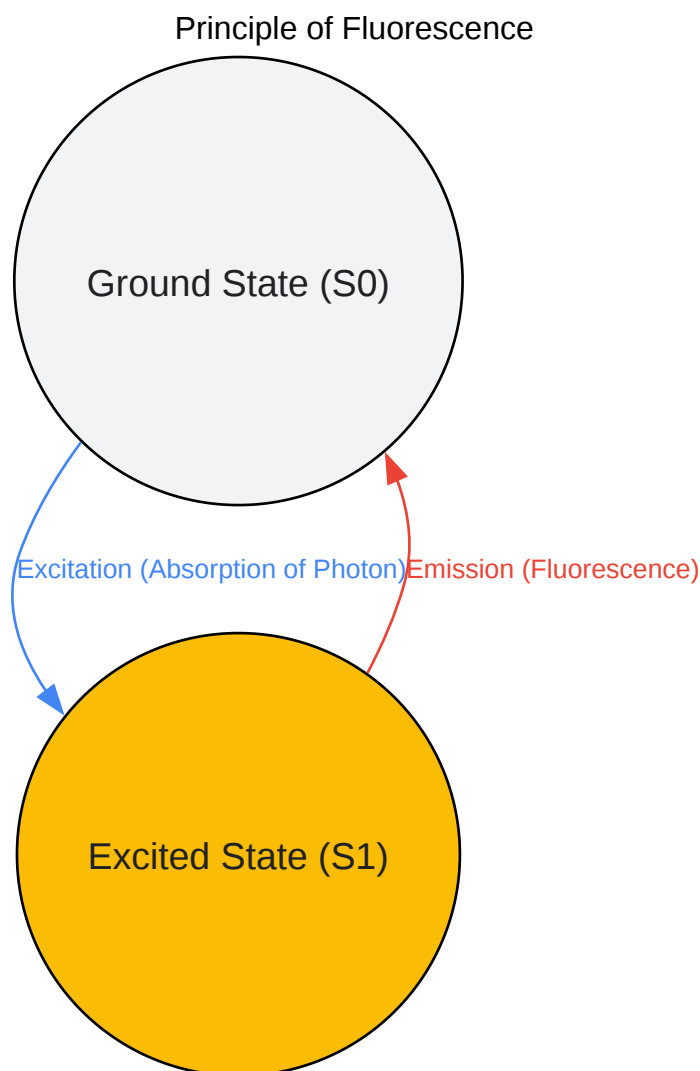 Principle of Fluorescence
Ground State (S0)
Excitation (Absorption of Photon)
Emission (Fluorescence)
Excited State (S1)